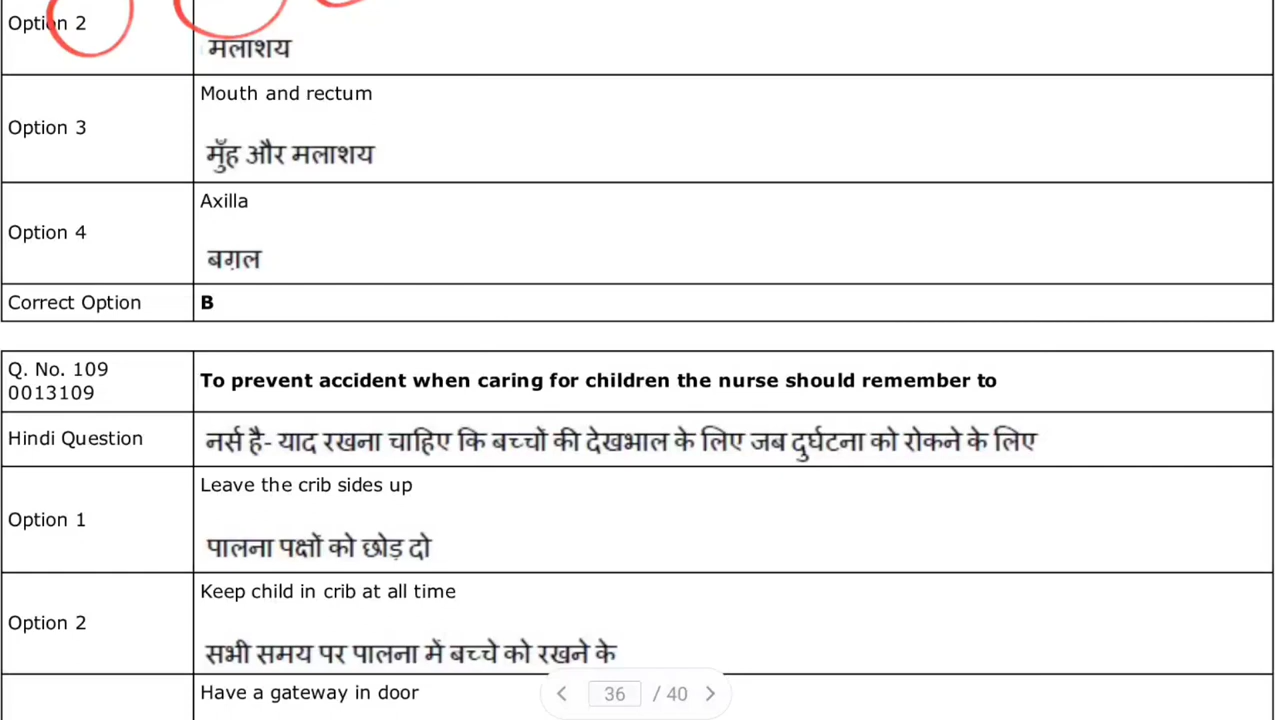 Option 2
मलाशय
Option 3
Mouth and rectum
मुँह और मलाशय
Option 4
Axilla
बग़ल
Correct Option
B
Q. No. 109
0013109
To prevent accident when caring for children the nurse should remember to
Hindi Question
नर्स है- याद रखना चाहिए कि बच्चों की देखभाल के लिए जब दुर्घटना को रोकने के लिए
Option 1
Leave the crib sides up
पालना पक्षों को छोड़ दो
Option 2
Keep child in crib at all time
सभी समय पर पालना में बच्चे को रखने के
Have a gateway in door
36 / 40